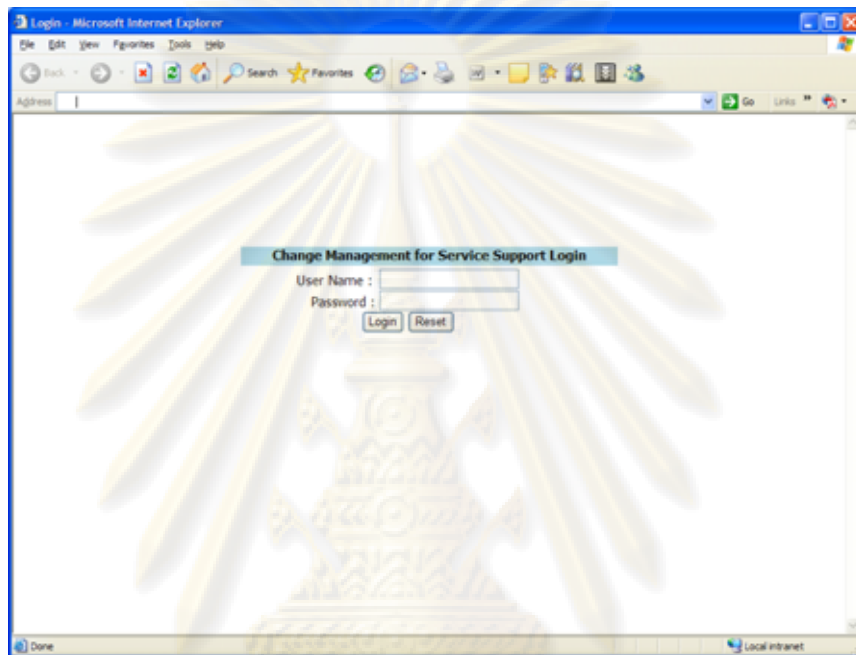 Login - Microsoft Internet Explorer
File Edit View Favorites Tools Help
Back Search Favorites
Address Go Links »
Change Management for Service Support Login
User Name :
Password :
Login Reset
Done Local intranet